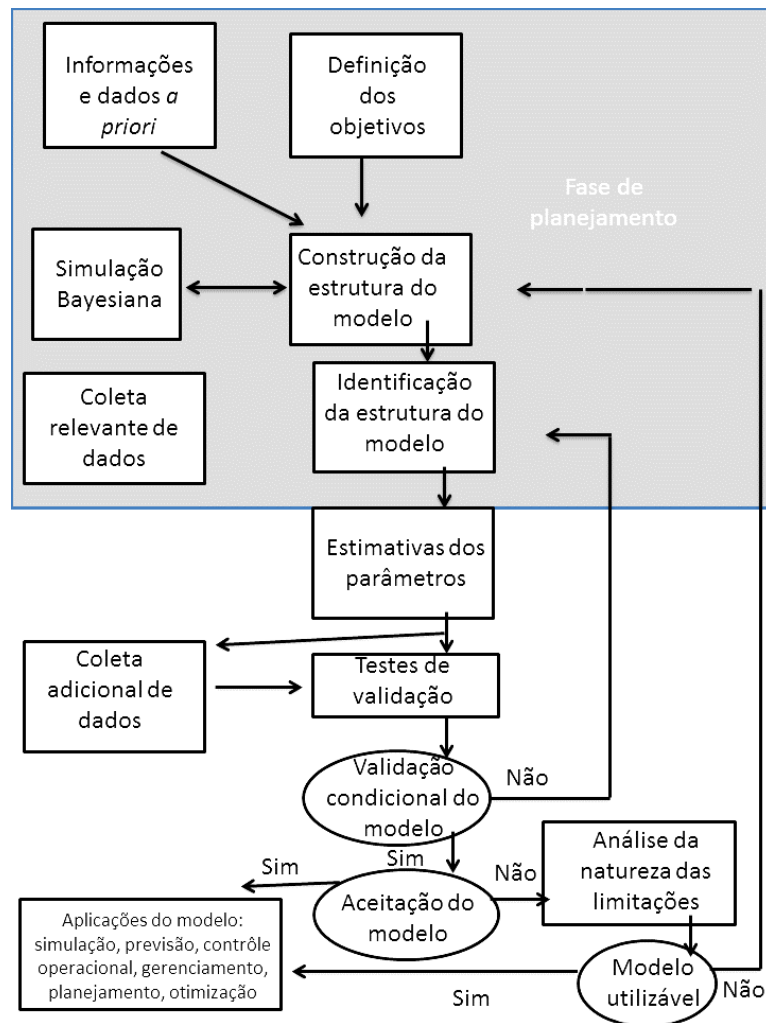 Informações
e dados a
priori
Definição
dos
objetivos
Fase de
planejamento
Simulação
Bayesiana
Construção da
estrutura do
modelo
Coleta
relevante de
dados
Identificação
da estrutura do
modelo
Estimativas dos
parâmetros
Coleta
adicional de
dados
Testes de
validação
Validação
condicional do
modelo
Não
Sim
Sim
Aceitação do
modelo
Não
Análise da
natureza das
limitações
Aplicações do modelo:
simulação, previsão, contrôle
operacional, gerenciamento,
planejamento, otimização
Sim
Modelo
utilizável
Não